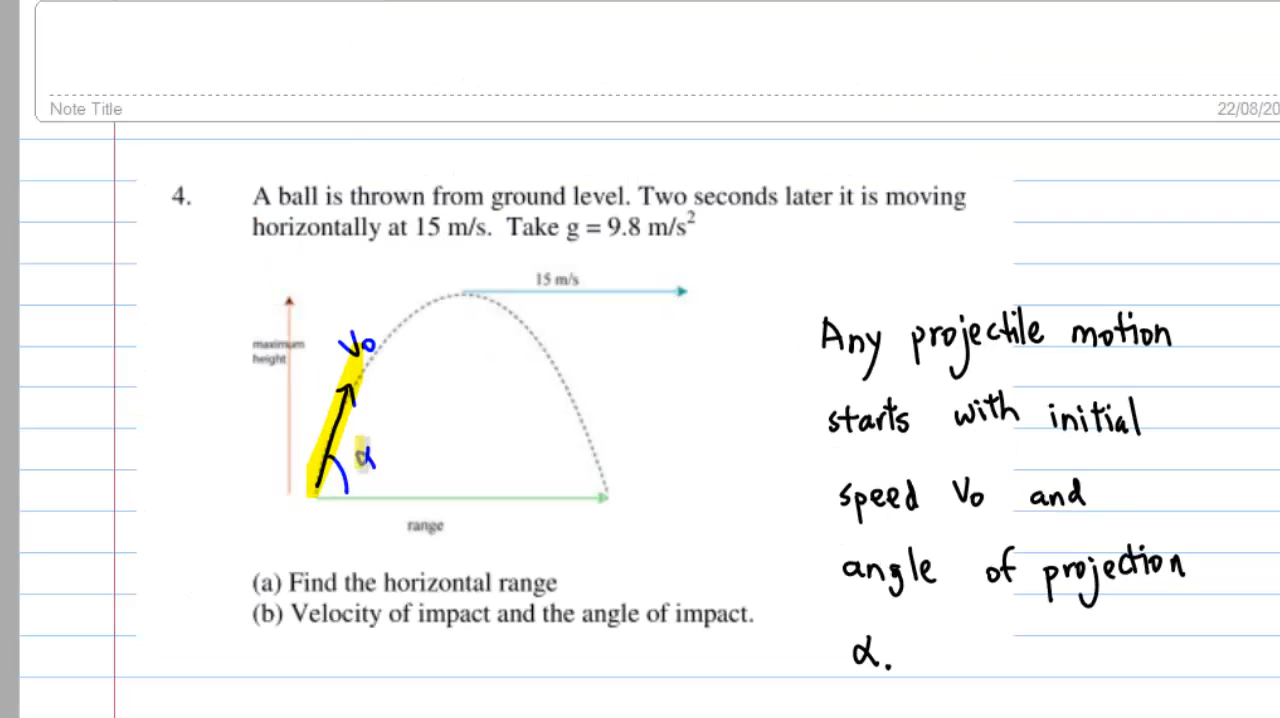 Note Title
22/08/20
4. A ball is thrown from ground level. Two seconds later it is moving
horizontally at 15 m/s. Take g = 9.8 m/s²
15 m/s
maximum
height
V₀
α
range
(a) Find the horizontal range
(b) Velocity of impact and the angle of impact.
Any projectile motion
starts with initial
speed V₀ and
angle of projection
α.